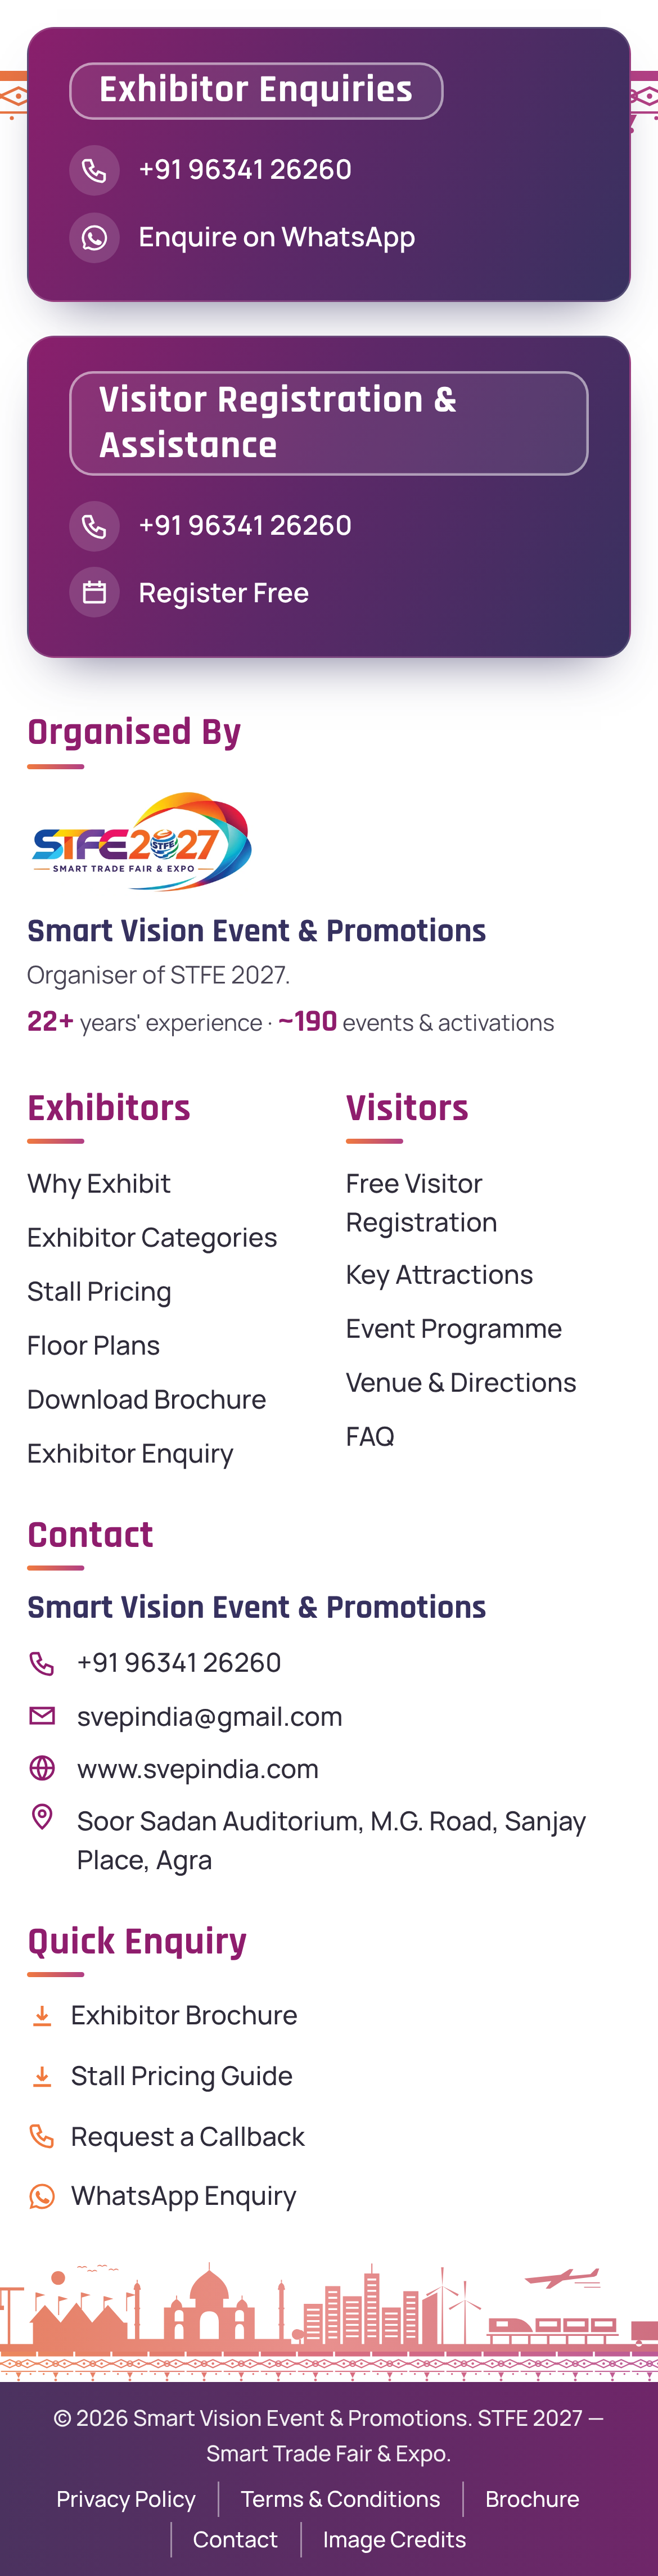 Exhibitor Enquiries
+91 96341 26260
Enquire on WhatsApp
Visitor Registration &
Assistance
+91 96341 26260
Register Free
Organised By
STFE 2027
STFE
SMART TRADE FAIR & EXPO
Smart Vision Event & Promotions
Organiser of STFE 2027.
22+ years' experience · ~190 events & activations
Exhibitors
Why Exhibit
Exhibitor Categories
Stall Pricing
Floor Plans
Download Brochure
Exhibitor Enquiry
Visitors
Free Visitor
Registration
Key Attractions
Event Programme
Venue & Directions
FAQ
Contact
Smart Vision Event & Promotions
+91 96341 26260
svepindia@gmail.com
www.svepindia.com
Soor Sadan Auditorium, M.G. Road, Sanjay
Place, Agra
Quick Enquiry
Exhibitor Brochure
Stall Pricing Guide
Request a Callback
WhatsApp Enquiry
© 2026 Smart Vision Event & Promotions. STFE 2027 —
Smart Trade Fair & Expo.
Privacy Policy | Terms & Conditions | Brochure
| Contact | Image Credits